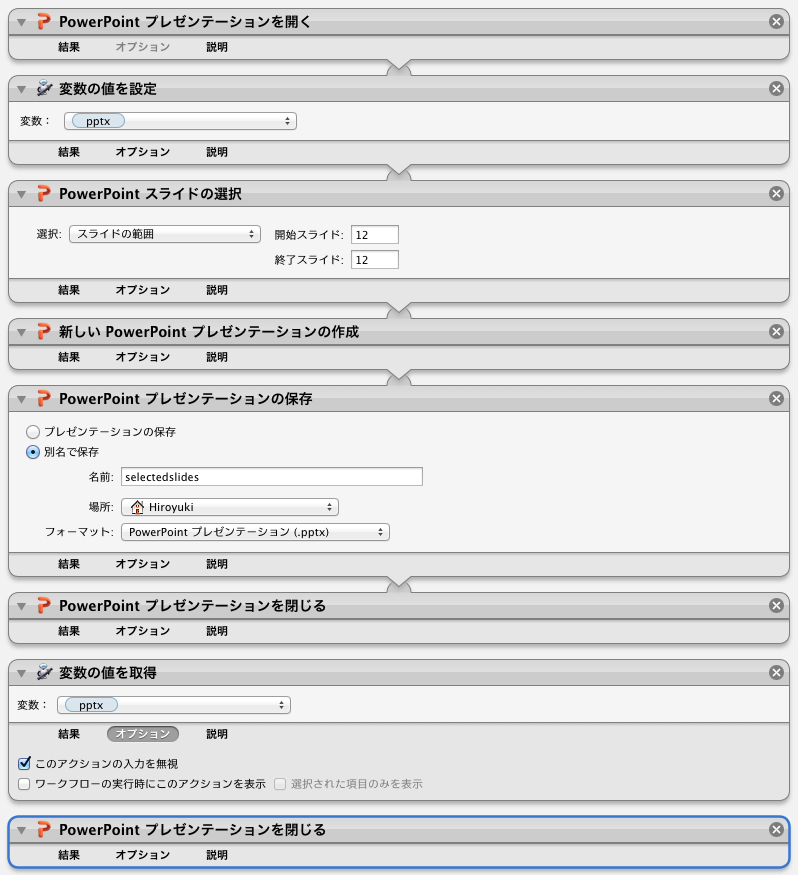 PowerPoint プレゼンテーションを開く
結果 オプション 説明
変数の値を設定
変数： pptx
結果 オプション 説明
PowerPoint スライドの選択
選択: スライドの範囲 開始スライド: 12
終了スライド: 12
結果 オプション 説明
新しい PowerPoint プレゼンテーションの作成
結果 オプション 説明
PowerPoint プレゼンテーションの保存
プレゼンテーションの保存
別名で保存
名前: selectedslides
場所: Hiroyuki
フォーマット: PowerPoint プレゼンテーション (.pptx)
結果 オプション 説明
PowerPoint プレゼンテーションを閉じる
結果 オプション 説明
変数の値を取得
変数： pptx
結果 オプション 説明
このアクションの入力を無視
ワークフローの実行時にこのアクションを表示 選択された項目のみを表示
PowerPoint プレゼンテーションを閉じる
結果 オプション 説明